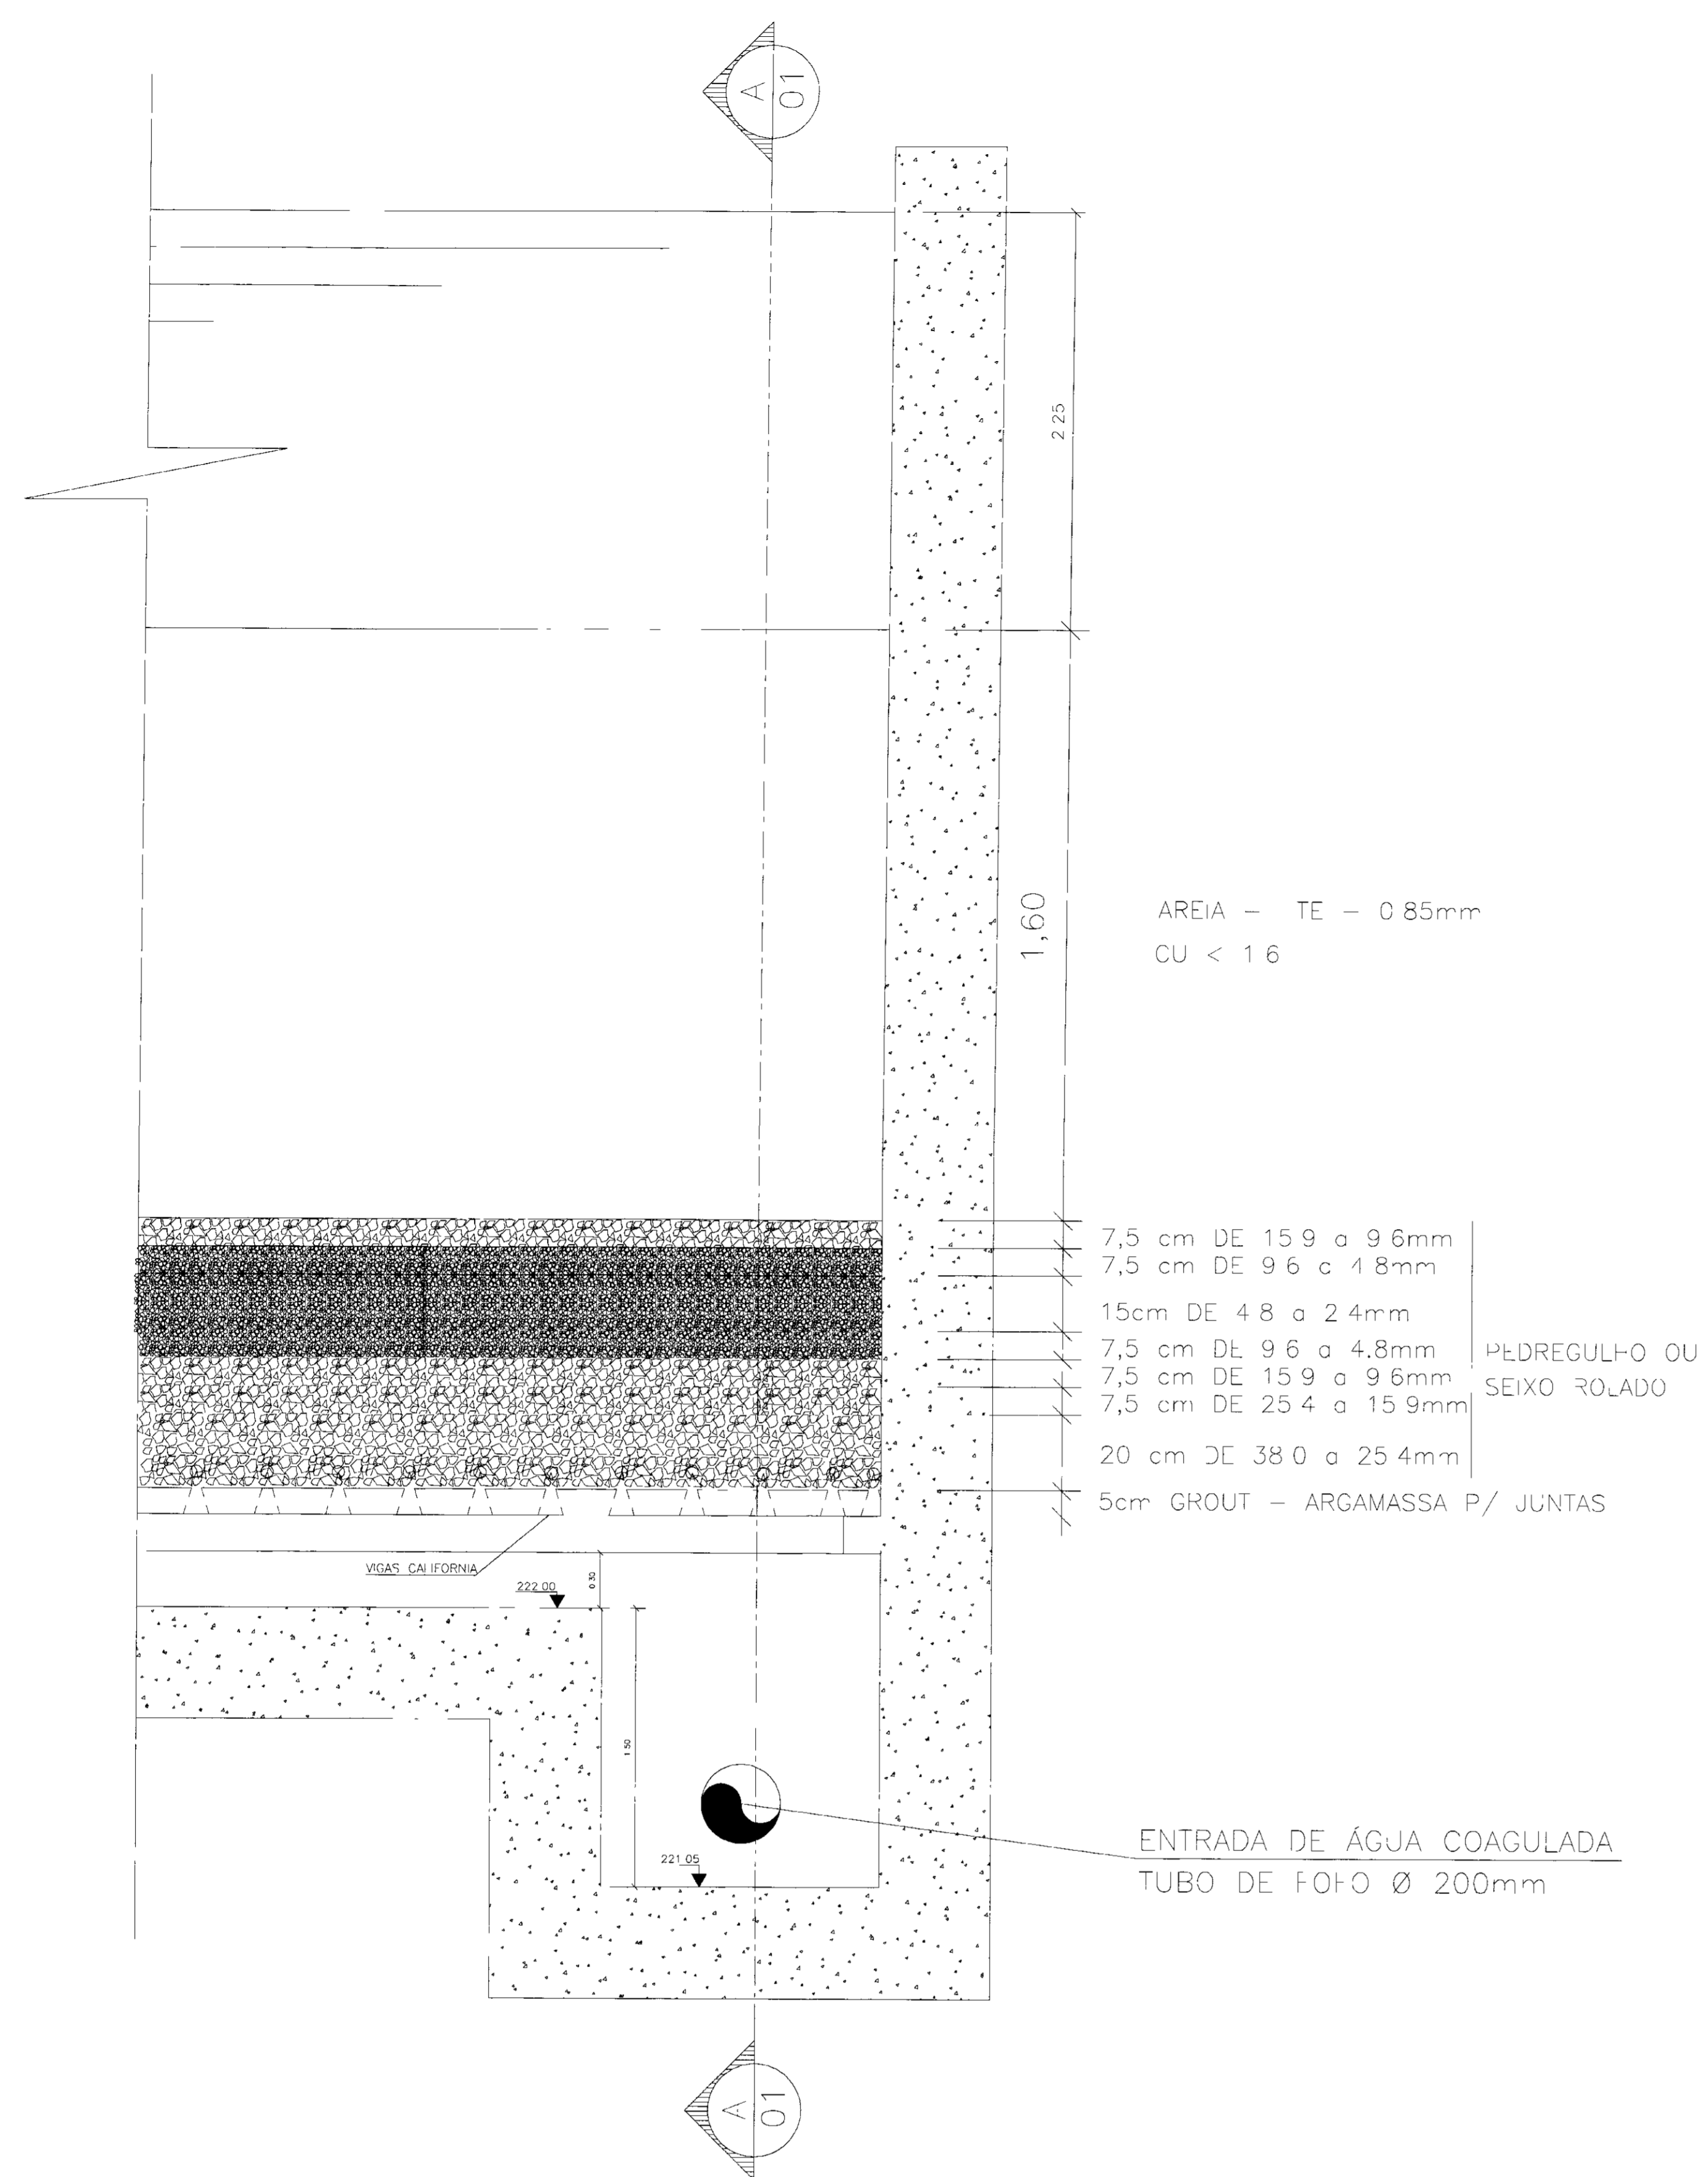 A
01
2 25
1,60
AREIA – TE – 0 85mm
CU < 1 6
7,5 cm DE 15 9 a 9 6mm
7,5 cm DE 9 6 a 4 8mm
15cm DE 4 8 a 2 4mm
7,5 cm DE 9 6 a 4.8mm
7,5 cm DE 15 9 a 9 6mm
7,5 cm DE 25 4 a 15 9mm
20 cm DE 38 0 a 25 4mm
PEDREGULHO OU
SEIXO ROLADO
5cm GROUT – ARGAMASSA P/ JUNTAS
VIGAS CALIFORNIA
0 30
222 00
1 50
221 05
ENTRADA DE ÁGUA COAGULADA
TUBO DE FOFO Ø 200mm
A
01